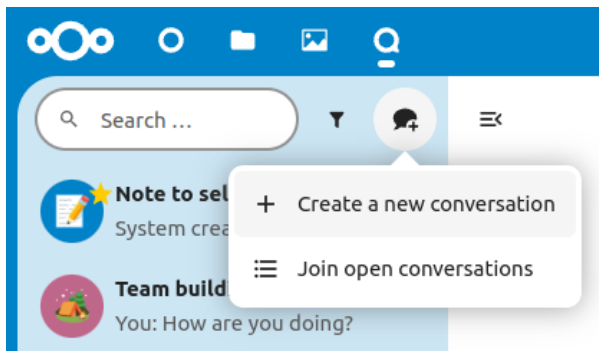 Search ...
Note to sel
System crea
Create a new conversation
Join open conversations
Team build
You: How are you doing?